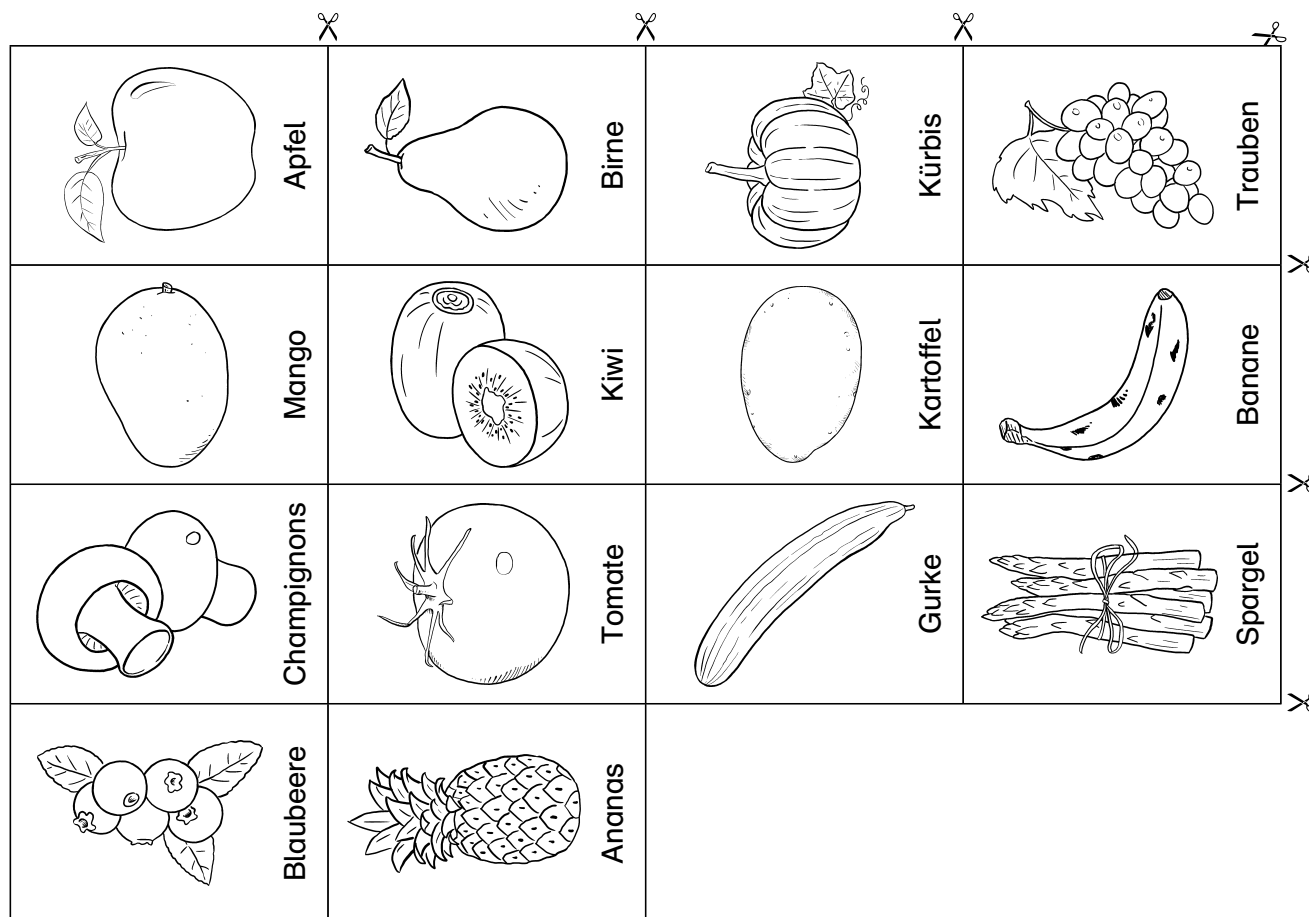 Apfel
Birne
Kürbis
Trauben
Mango
Kiwi
Kartoffel
Banane
Champignons
Tomate
Gurke
Spargel
Blaubeere
Ananas